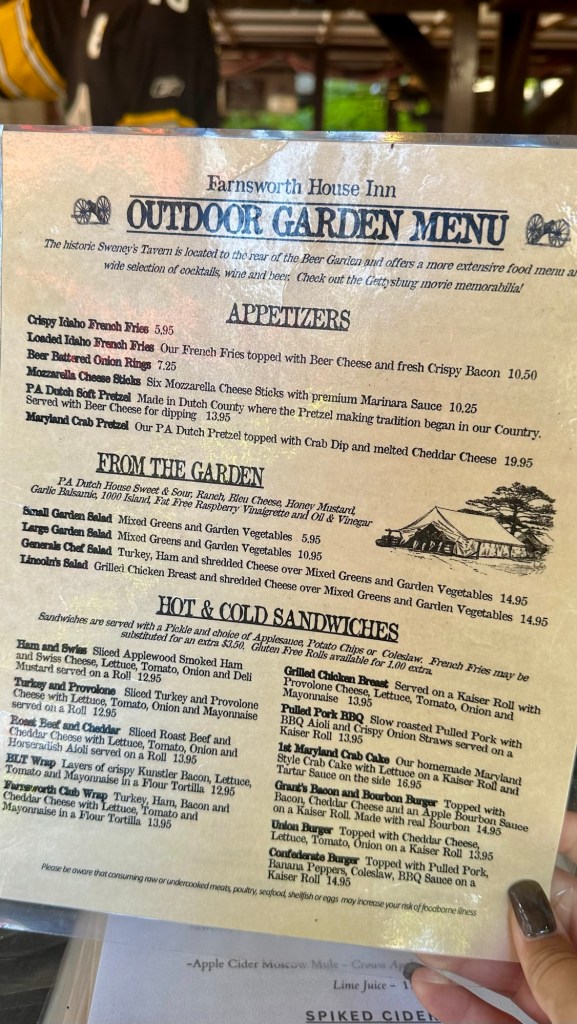 Farnsworth House Inn
OUTDOOR GARDEN MENU
The historic Sweney's Tavern is located to the rear of the Beer Garden and offers a more extensive food menu
wide selection of cocktails, wine and beer. Check out the Gettysburg movie memorabilia!
APPETIZERS
Crispy Idaho French Fries 5.95
Loaded Idaho French Fries Our French Fries topped with Beer Cheese and fresh Crispy Bacon 10.50
Beer Battered Onion Rings 7.25
Mozzarella Cheese Sticks Six Mozzarella Cheese Sticks with premium Marinara Sauce 10.25
PA Dutch Soft Pretzel Made in Dutch County where the Pretzel making tradition began in our Country.
Served with Beer Cheese for dipping 13.95
Maryland Crab Pretzel Our PA Dutch Pretzel topped with Crab Dip and melted Cheddar Cheese 19.95
FROM THE GARDEN
PA Dutch House Sweet & Sour, Ranch, Bleu Cheese, Honey Mustard,
Garlic Balsamic, 1000 Island, Fat Free Raspberry Vinaigrette and Oil & Vinegar
Small Garden Salad Mixed Greens and Garden Vegetables 5.95
Large Garden Salad Mixed Greens and Garden Vegetables 10.95
Generals Chef Salad Turkey, Ham and shredded Cheese over Mixed Greens and Garden Vegetables 14.95
Lincoln's Salad Grilled Chicken Breast and shredded Cheese over Mixed Greens and Garden Vegetables 14.95
HOT & COLD SANDWICHES
Sandwiches are served with a Pickle and choice of Applesauce, Potato Chips or Coleslaw. French Fries may be
substituted for an extra $3.50. Gluten Free Rolls available for 1.00 extra.
Ham and Swiss Sliced Applewood Smoked Ham
and Swiss Cheese, Lettuce, Tomato, Onion and Deli
Mustard served on a Roll 12.95
Turkey and Provolone Sliced Turkey and Provolone
Cheese with Lettuce, Tomato, Onion and Mayonnaise
served on a Roll 12.95
Roast Beef and Cheddar Sliced Roast Beef and
Cheddar Cheese with Lettuce, Tomato, Onion and
Horseradish Aioli served on a Roll 13.95
BLT Wrap Layers of crispy Kunstler Bacon, Lettuce,
Tomato and Mayonnaise in a Flour Tortilla 12.95
Farnsworth Club Wrap Turkey, Ham, Bacon and
Cheddar Cheese with Lettuce, Tomato and
Mayonnaise in a Flour Tortilla 13.95
Grilled Chicken Breast Served on a Kaiser Roll with
Provolone Cheese, Lettuce, Tomato, Onion and
Mayonnaise 13.95
Pulled Pork BBQ Slow roasted Pulled Pork with
BBQ Aioli and Crispy Onion Straws served on a
Kaiser Roll 13.95
1st Maryland Crab Cake Our homemade Maryland
Style Crab Cake with Lettuce on a Kaiser Roll and
Tartar Sauce on the side 16.95
Grant's Bacon and Bourbon Burger Topped with
Bacon, Cheddar Cheese and an Apple Bourbon Sauce
on a Kaiser Roll. Made with real Bourbon 14.95
Union Burger Topped with Cheddar Cheese,
Lettuce, Tomato, Onion on a Kaiser Roll 13.95
Confederate Burger Topped with Pulled Pork,
Banana Peppers, Coleslaw, BBQ Sauce on a
Kaiser Roll 14.95
Please be aware that consuming raw or undercooked meats, poultry, seafood, shellfish or eggs may increase your risk of foodborne illness
~Apple Cider Moscow Mule ~
Lime Juice ~
SPIKED CIDER